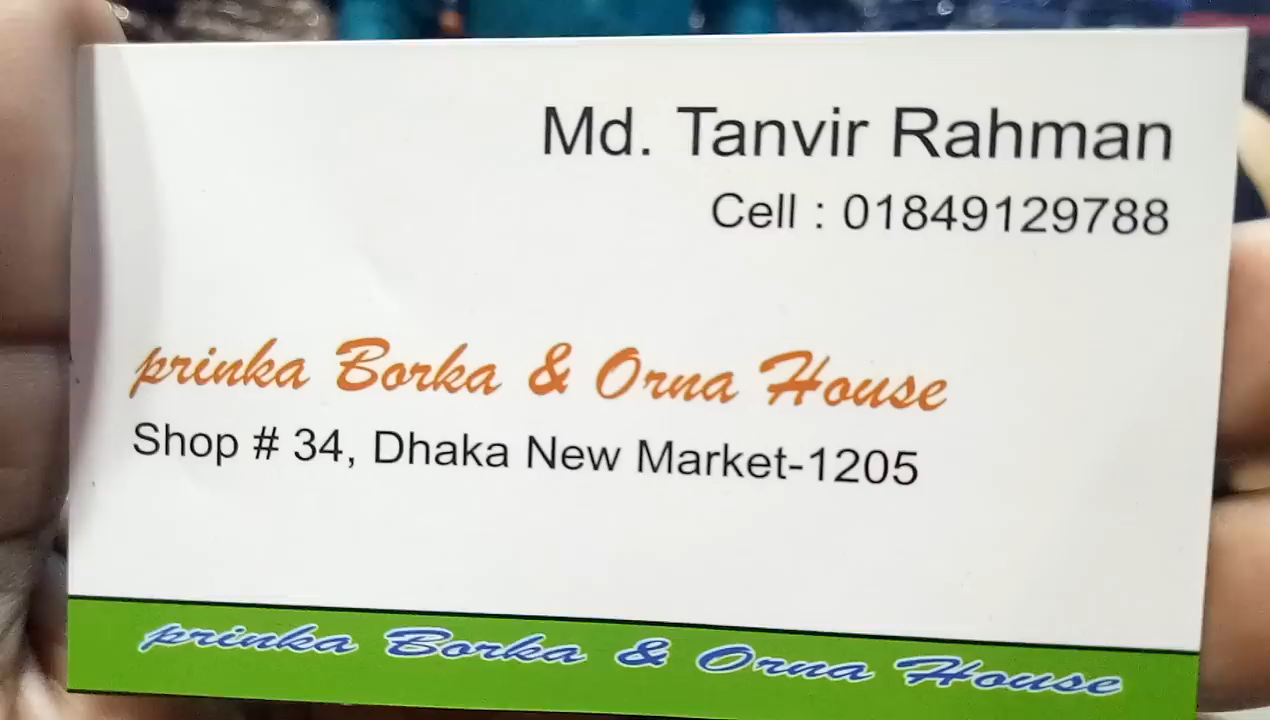 Md. Tanvir Rahman
Cell : 01849129788
prinka Borka & Orna House
Shop # 34, Dhaka New Market-1205
prinka Borka & Orna House